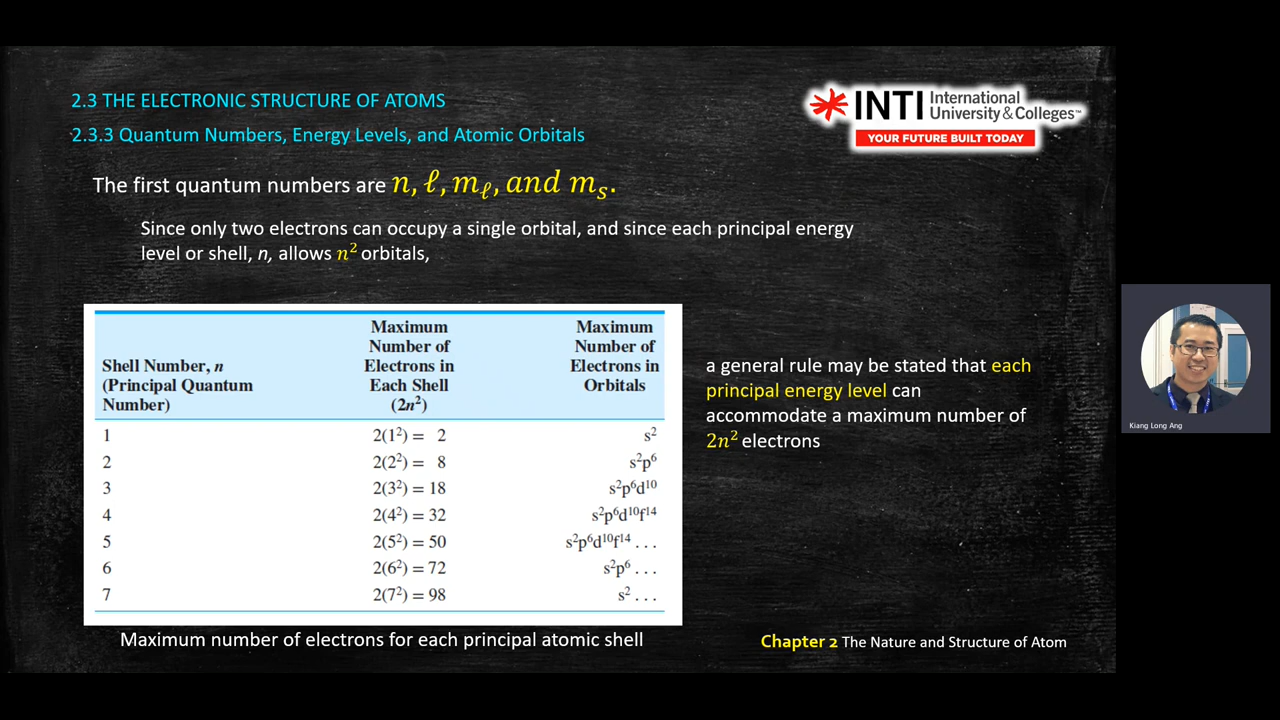 2.3 THE ELECTRONIC STRUCTURE OF ATOMS
2.3.3 Quantum Numbers, Energy Levels, and Atomic Orbitals
INTI International
University & Colleges™
YOUR FUTURE BUILT TODAY
The first quantum numbers are n, ℓ, mℓ, and mₛ.
Since only two electrons can occupy a single orbital, and since each principal energy
level or shell, n, allows n² orbitals,
Shell Number, n
(Principal Quantum
Number)
Maximum
Number of
Electrons in
Each Shell
(2n²)
Maximum
Number of
Electrons in
Orbitals
1 2(1²) = 2 s²
2 2(2²) = 8 s²p⁶
3 2(3²) = 18 s²p⁶d¹⁰
4 2(4²) = 32 s²p⁶d¹⁰f¹⁴
5 2(5²) = 50 s²p⁶d¹⁰f¹⁴ . . .
6 2(6²) = 72 s²p⁶ . . .
7 2(7²) = 98 s² . . .
a general rule may be stated that each
principal energy level can
accommodate a maximum number of
2n² electrons
Kiang Long Ang
Maximum number of electrons for each principal atomic shell
Chapter 2 The Nature and Structure of Atom